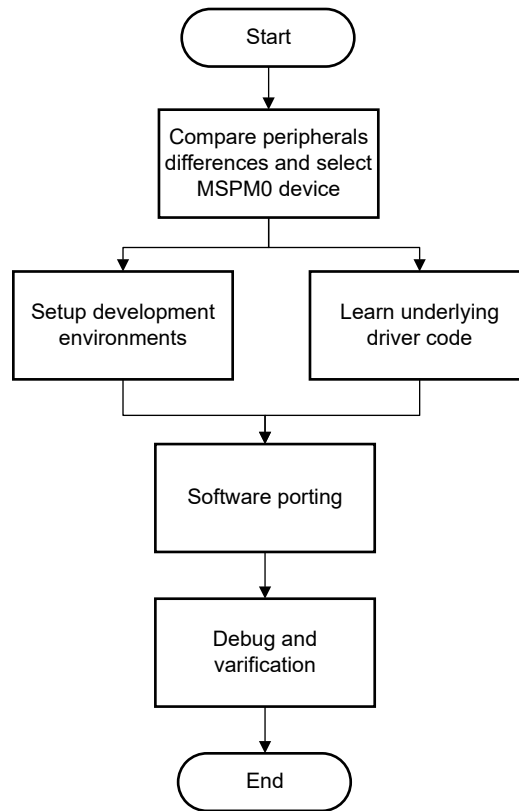 Start
Compare peripherals
differences and select
MSPM0 device
Setup development
environments
Learn underlying
driver code
Software porting
Debug and
varification
End